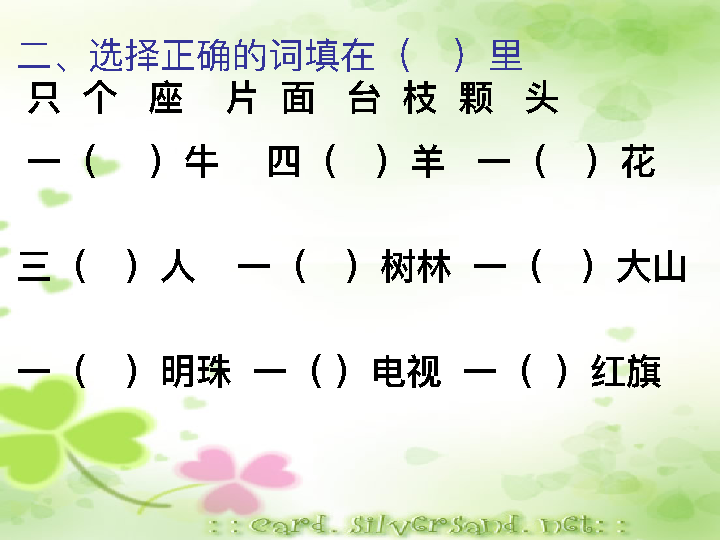 二、选择正确的词填在（　）里
只 个 座 片 面 台 枝 颗 头
一（　）牛 四（　）羊 一（　）花
三（　）人 一（　）树林 一（　）大山
一（　）明珠 一（）电视 一（ ）红旗
::card.silversand.net::